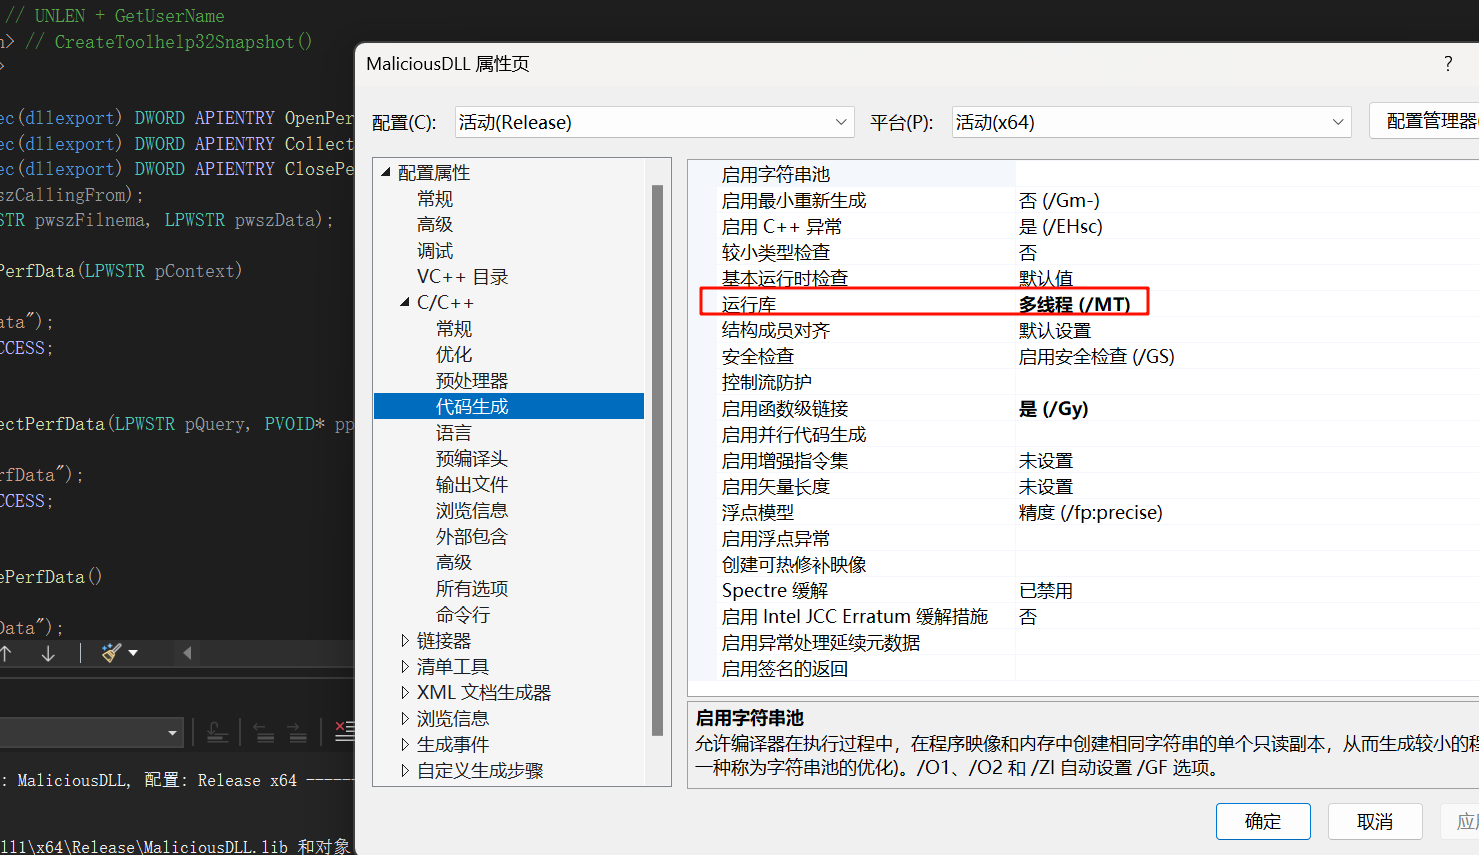 // UNLEN + GetUserName
n> // CreateToolhelp32Snapshot()
>
ec(dllexport) DWORD APIENTRY OpenPer
ec(dllexport) DWORD APIENTRY Collect
ec(dllexport) DWORD APIENTRY ClosePe
szCallingFrom);
STR pwszFilnema, LPWSTR pwszData);
PerfData(LPWSTR pContext)
ata");
CCESS;
ectPerfData(LPWSTR pQuery, PVOID* pp
rfData");
CCESS;
ePerfData()
Data");
: MaliciousDLL, 配置: Release x64 ------
ll1\x64\Release\MaliciousDLL.lib 和对象
MaliciousDLL 属性页
?
配置(C):
活动(Release)
平台(P):
活动(x64)
配置管理器
配置属性
常规
高级
调试
VC++ 目录
C/C++
常规
优化
预处理器
代码生成
语言
预编译头
输出文件
浏览信息
外部包含
高级
所有选项
命令行
链接器
清单工具
XML 文档生成器
浏览信息
生成事件
自定义生成步骤
启用字符串池
启用最小重新生成 否 (/Gm-)
启用 C++ 异常 是 (/EHsc)
较小类型检查 否
基本运行时检查 默认值
运行库 多线程 (/MT)
结构成员对齐 默认设置
安全检查 启用安全检查 (/GS)
控制流防护
启用函数级链接 是 (/Gy)
启用并行代码生成
启用增强指令集 未设置
启用矢量长度 未设置
浮点模型 精度 (/fp:precise)
启用浮点异常
创建可热修补映像
Spectre 缓解 已禁用
启用 Intel JCC Erratum 缓解措施 否
启用异常处理延续元数据
启用签名的返回
启用字符串池
允许编译器在执行过程中，在程序映像和内存中创建相同字符串的单个只读副本，从而生成较小的程
一种称为字符串池的优化)。/O1、/O2 和 /ZI 自动设置 /GF 选项。
确定
取消
应